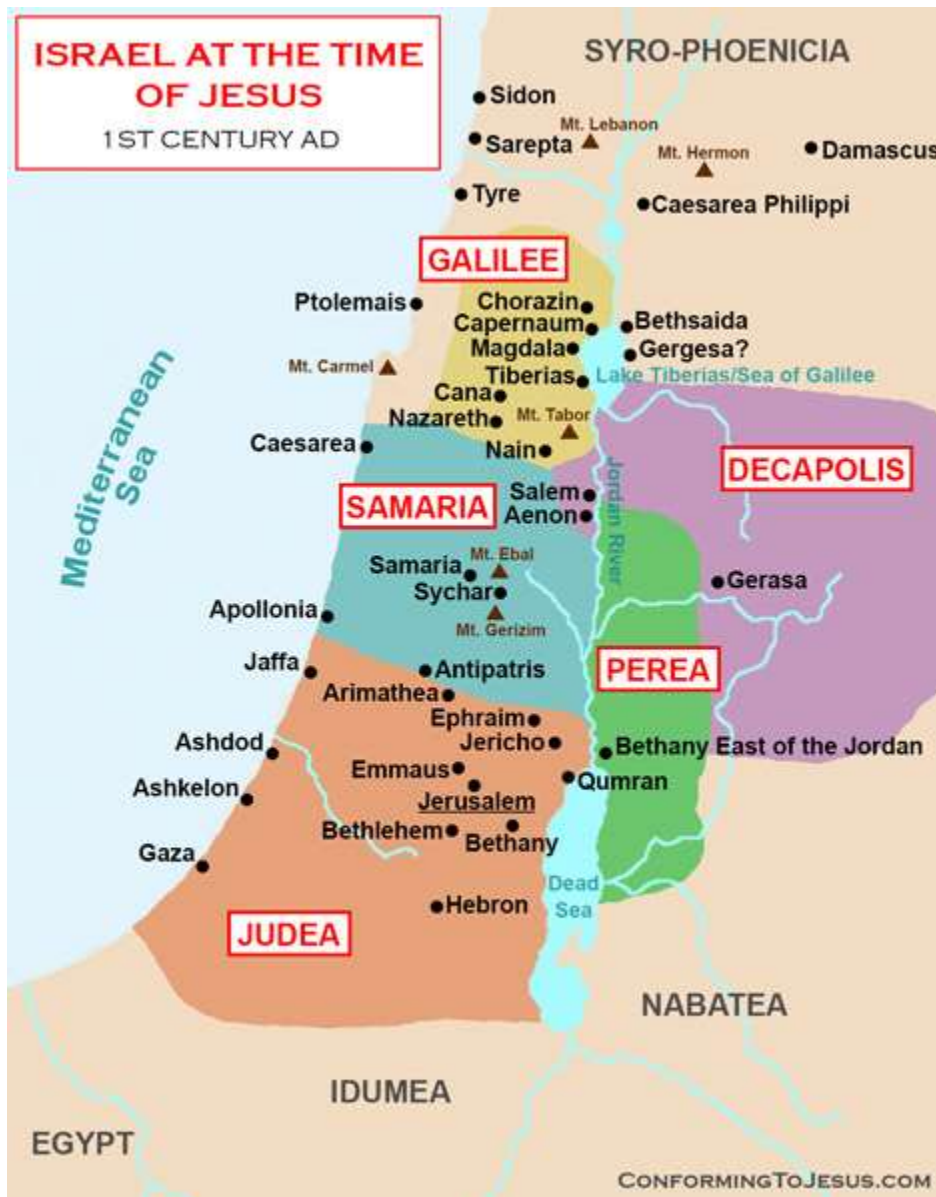 ISRAEL AT THE TIME
OF JESUS
1ST CENTURY AD
SYRO-PHOENICIA
Sidon
Mt. Lebanon
Sarepta
Mt. Hermon
Damascus
Tyre
Caesarea Philippi
GALILEE
Ptolemais
Chorazin
Capernaum
Bethsaida
Magdala
Gergesa?
Mt. Carmel
Tiberias
Lake Tiberias/Sea of Galilee
Cana
Nazareth
Mt. Tabor
Caesarea
Nain
Mediterranean
Sea
DECAPOLIS
Jordan River
SAMARIA
Salem
Aenon
Mt. Ebal
Samaria
Sychar
Gerasa
Apollonia
Mt. Gerizim
Jaffa
Antipatris
PEREA
Arimathea
Ephraim
Ashdod
Jericho
Bethany East of the Jordan
Emmaus
Qumran
Ashkelon
Jerusalem
Bethlehem
Bethany
Gaza
Dead
Sea
Hebron
JUDEA
NABATEA
IDUMEA
EGYPT
CONFORMINGTOJESUS.COM